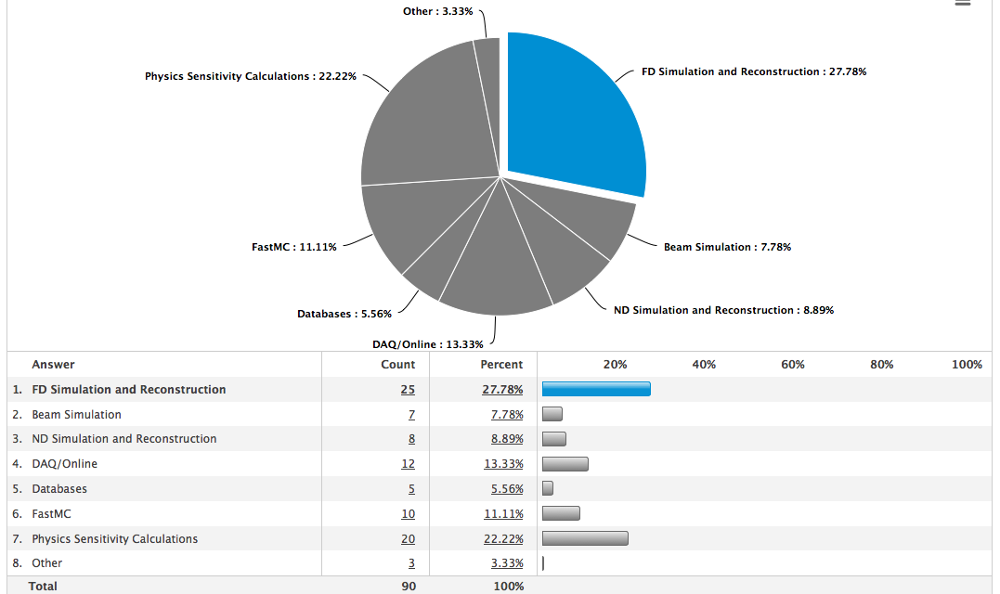 Other : 3.33%
Physics Sensitivity Calculations : 22.22%
FD Simulation and Reconstruction : 27.78%
FastMC : 11.11%
Beam Simulation : 7.78%
Databases : 5.56%
ND Simulation and Reconstruction : 8.89%
DAQ/Online : 13.33%
Answer Count Percent 20% 40% 60% 80% 100%
1. FD Simulation and Reconstruction 25 27.78%
2. Beam Simulation 7 7.78%
3. ND Simulation and Reconstruction 8 8.89%
4. DAQ/Online 12 13.33%
5. Databases 5 5.56%
6. FastMC 10 11.11%
7. Physics Sensitivity Calculations 20 22.22%
8. Other 3 3.33%
Total 90 100%